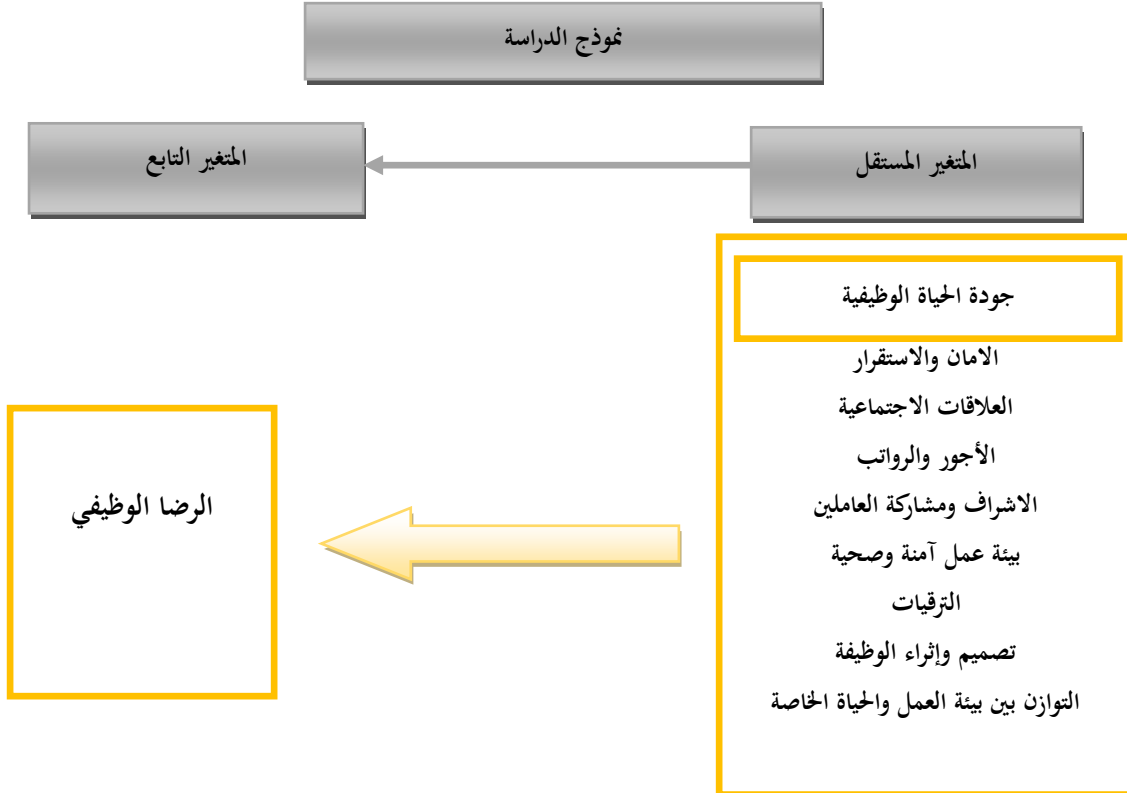 نموذج الدراسة
المتغير المستقل
المتغير التابع
جودة الحياة الوظيفية
الامان والاستقرار
العلاقات الاجتماعية
الأجور والرواتب
الاشراف ومشاركة العاملين
بيئة عمل آمنة وصحية
الترقيات
تصميم وإثراء الوظيفة
التوازن بين بيئة العمل والحياة الخاصة
الرضا الوظيفي